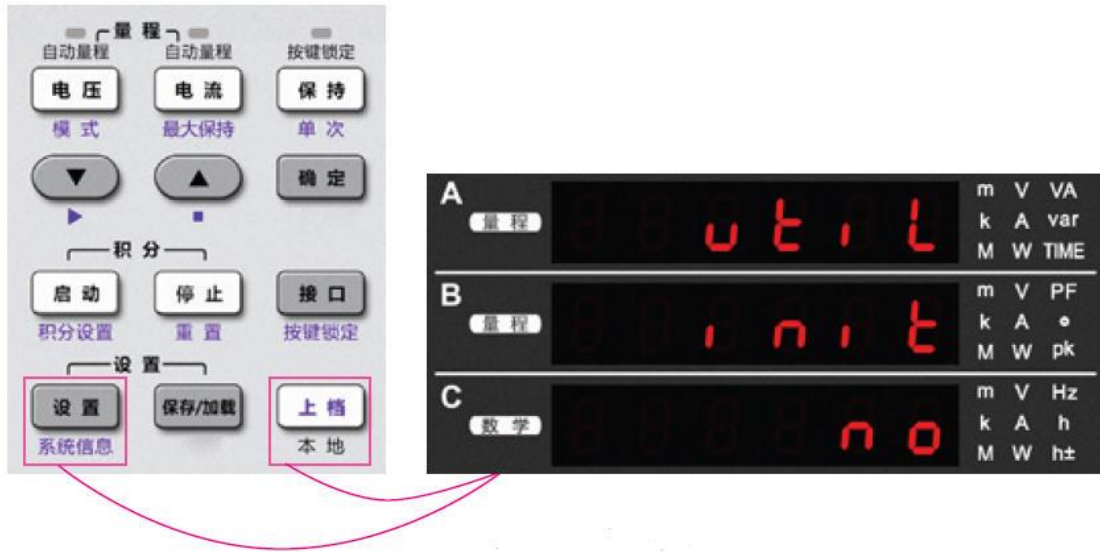 量 程
自动量程 自动量程 按键锁定
电 压 电 流 保 持
模 式 最大保持 单 次
▼ ▲ 确 定
▶ ■
积 分
启 动 停 止 接 口
积分设置 重 置 按键锁定
设 置
设 置 保存/加载 上 档
系统信息 本 地
A m V VA
量 程 utiL k A var
M W TIME
B m V PF
量 程 init k A °
M W pk
C m V Hz
数 学 no k A h
M W h±